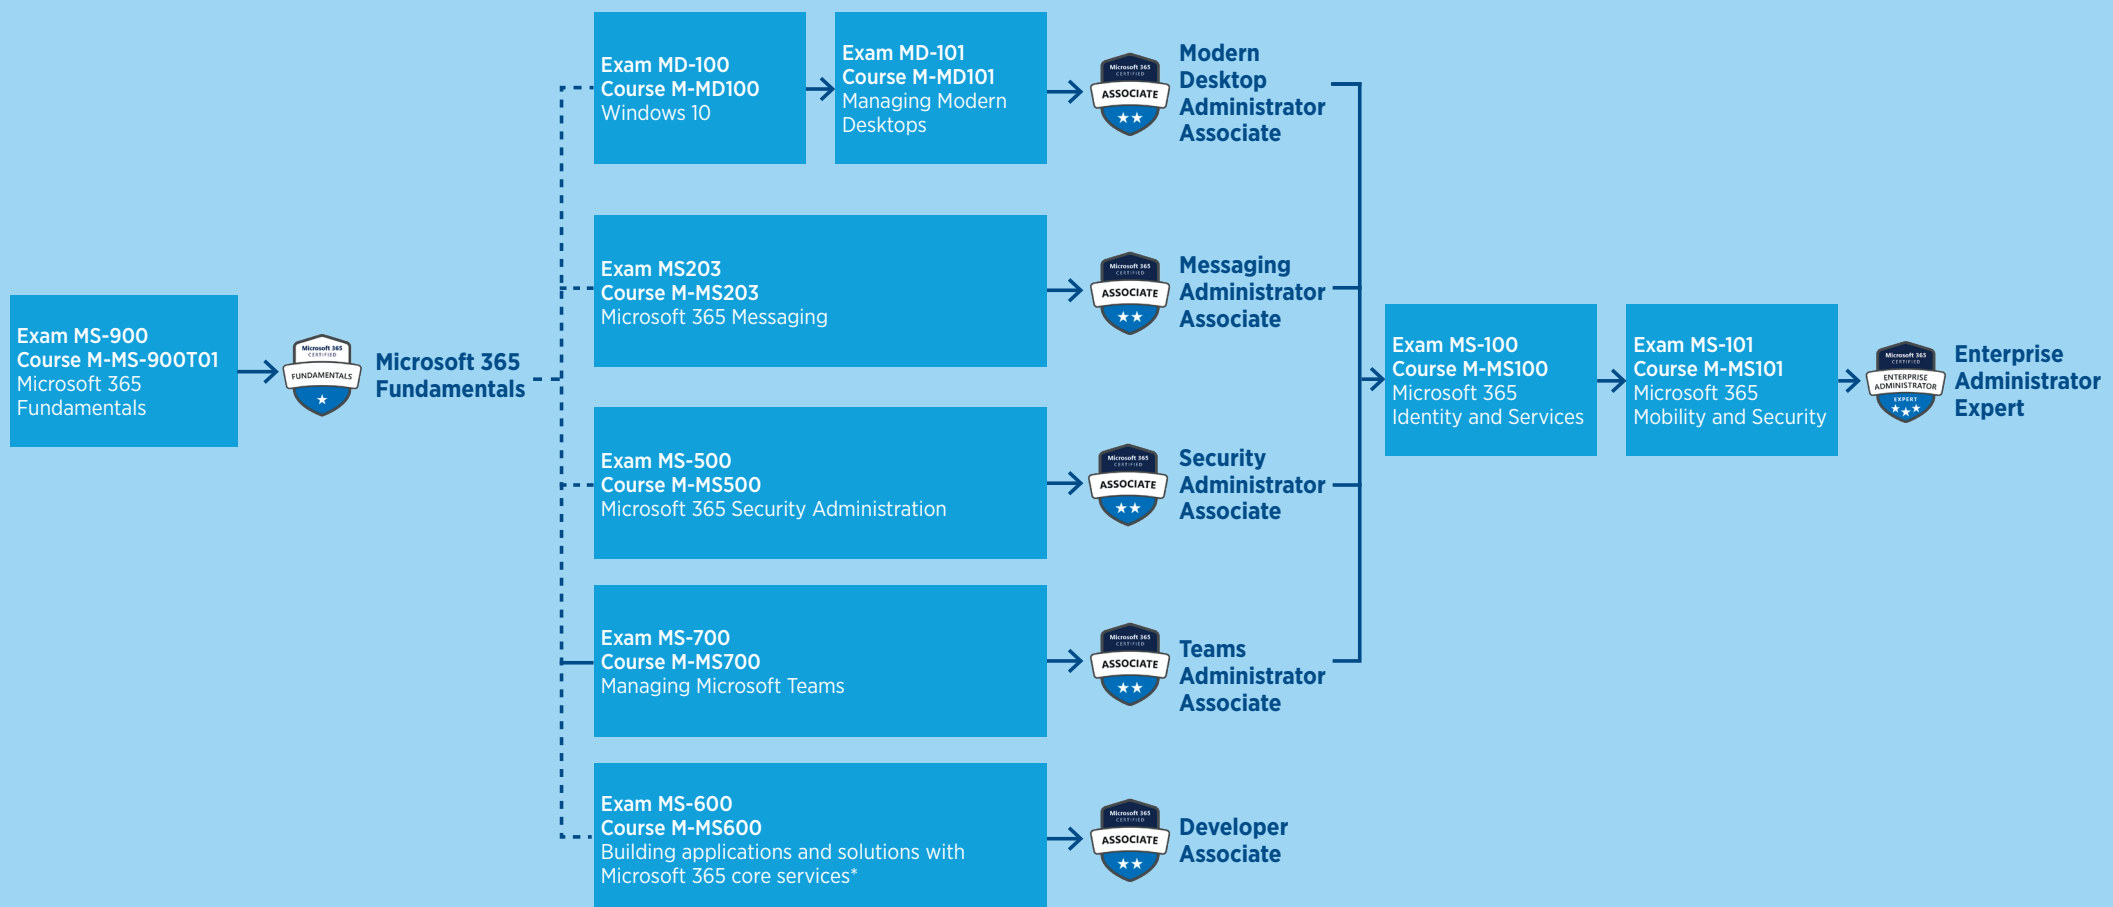 Exam MS-900
Course M-MS-900T01
Microsoft 365
Fundamentals
Microsoft 365
CERTIFIED
FUNDAMENTALS
Microsoft 365
Fundamentals
Exam MD-100
Course M-MD100
Windows 10
Exam MD-101
Course M-MD101
Managing Modern
Desktops
Microsoft 365
CERTIFIED
ASSOCIATE
Modern
Desktop
Administrator
Associate
Exam MS203
Course M-MS203
Microsoft 365 Messaging
Microsoft 365
CERTIFIED
ASSOCIATE
Messaging
Administrator
Associate
Exam MS-500
Course M-MS500
Microsoft 365 Security Administration
Microsoft 365
CERTIFIED
ASSOCIATE
Security
Administrator
Associate
Exam MS-700
Course M-MS700
Managing Microsoft Teams
Microsoft 365
CERTIFIED
ASSOCIATE
Teams
Administrator
Associate
Exam MS-600
Course M-MS600
Building applications and solutions with
Microsoft 365 core services*
Microsoft 365
CERTIFIED
ASSOCIATE
Developer
Associate
Exam MS-100
Course M-MS100
Microsoft 365
Identity and Services
Exam MS-101
Course M-MS101
Microsoft 365
Mobility and Security
Microsoft 365
CERTIFIED
ENTERPRISE
ADMINISTRATOR
EXPERT
Enterprise
Administrator
Expert